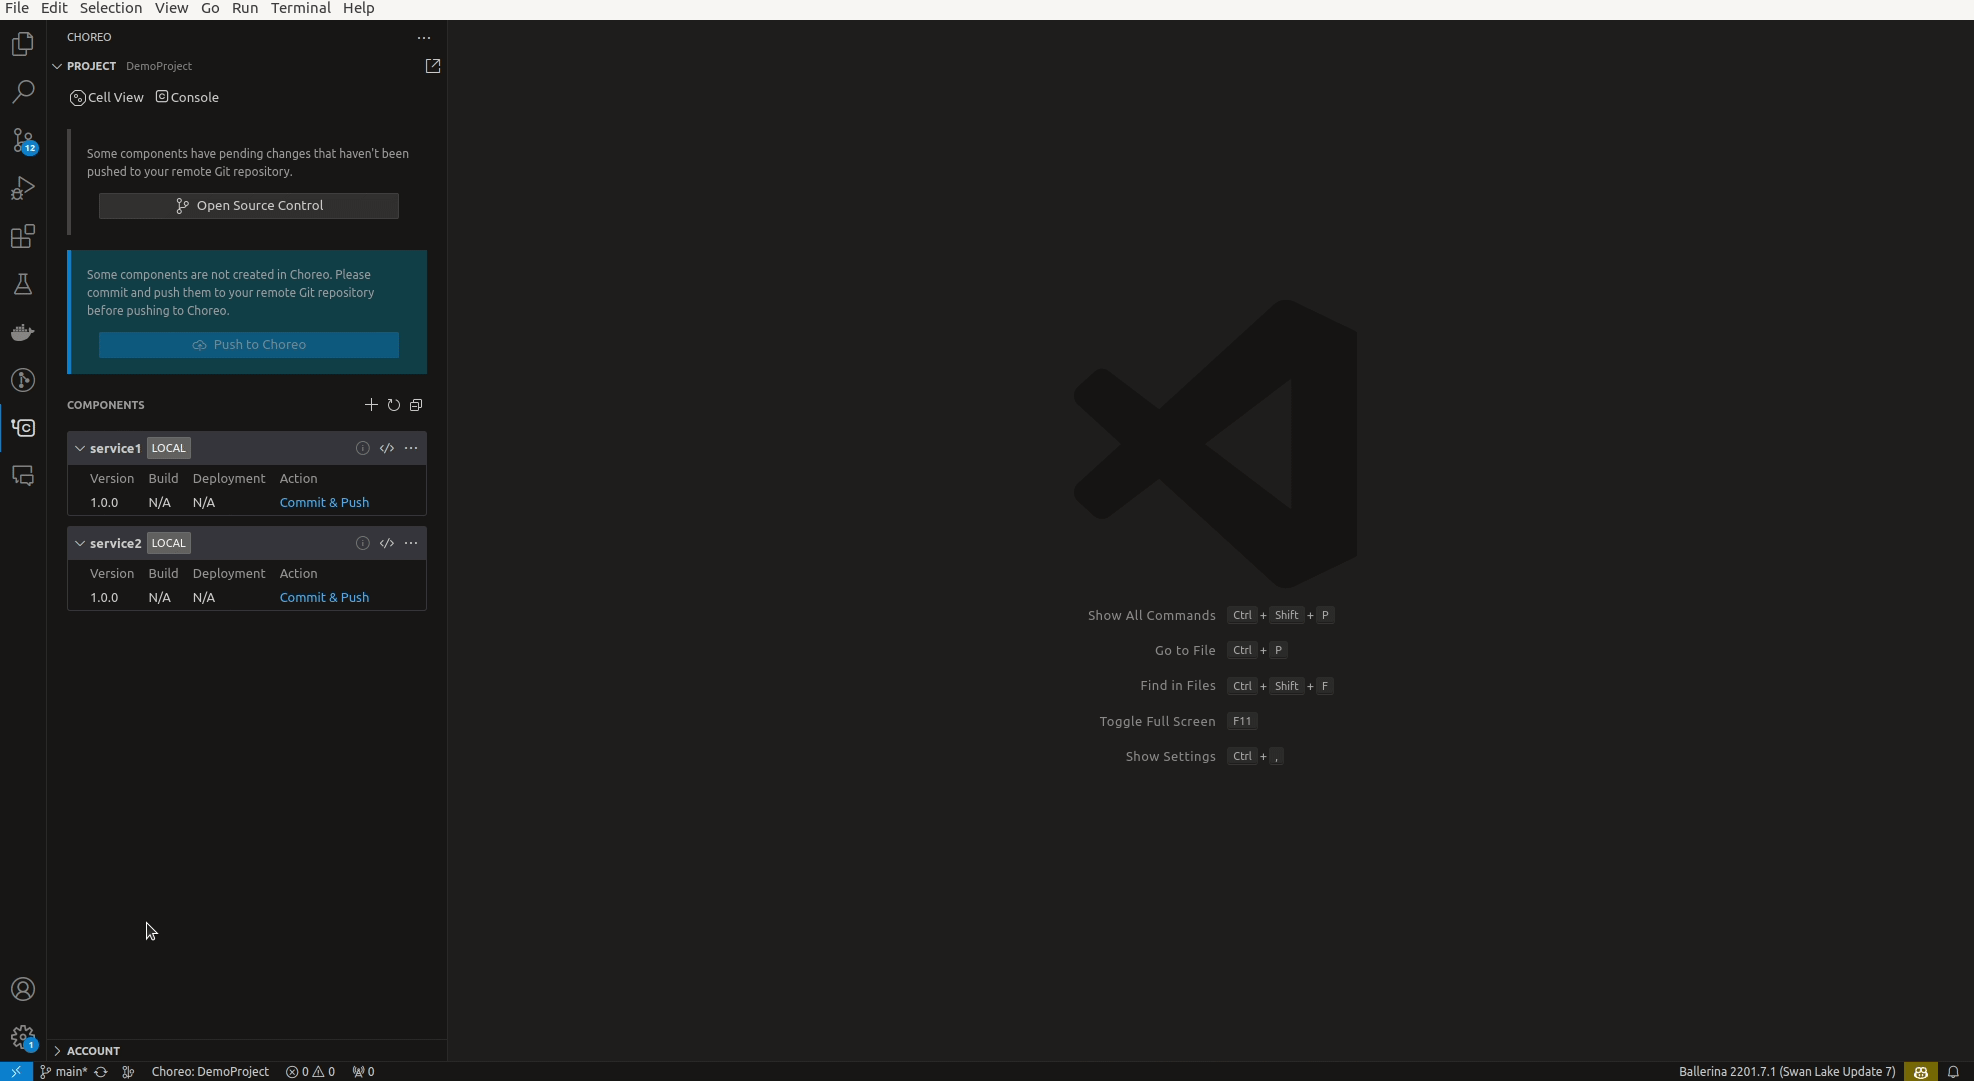 File Edit Selection View Go Run Terminal Help
CHOREO
PROJECT DemoProject
Cell View Console
12
Some components have pending changes that haven't been
pushed to your remote Git repository.
Open Source Control
Some components are not created in Choreo. Please
commit and push them to your remote Git repository
before pushing to Choreo.
Push to Choreo
COMPONENTS
service1 LOCAL
Version Build Deployment Action
1.0.0 N/A N/A Commit & Push
service2 LOCAL
Version Build Deployment Action
1.0.0 N/A N/A Commit & Push
Show All Commands Ctrl + Shift + P
Go to File Ctrl + P
Find in Files Ctrl + Shift + F
Toggle Full Screen F11
Show Settings Ctrl + ,
1
ACCOUNT
main* Choreo: DemoProject 0 0 0 Ballerina 2201.7.1 (Swan Lake Update 7)